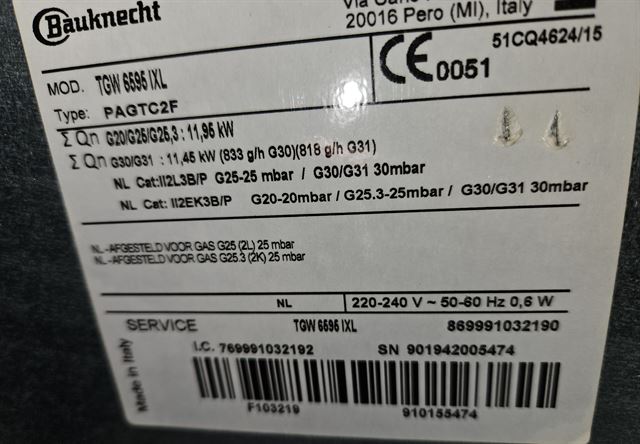 Bauknecht
20016 Pero (MI), Italy
51CQ4624/15
MOD. TGW 6595 IXL
CE 0051
Type: PAGTC2F
Σ Qn G20/G25/G25,3 : 11,95 kW
Σ Qn G30/G31 : 11,45 kW (833 g/h G30)(818 g/h G31)
NL Cat: II2L3B/P G25-25 mbar / G30/G31 30mbar
NL Cat: II2EK3B/P G20-20mbar / G25.3-25mbar / G30/G31 30mbar
NL -AFGESTELD VOOR GAS G25 (2L) 25 mbar
NL -AFGESTELD VOOR GAS G25.3 (2K) 25 mbar
NL 220-240 V ~ 50-60 Hz 0,6 W
SERVICE TGW 6595 IXL 869991032190
I.C. 769991032192 SN 901942005474
Made in Italy
F103219 910155474